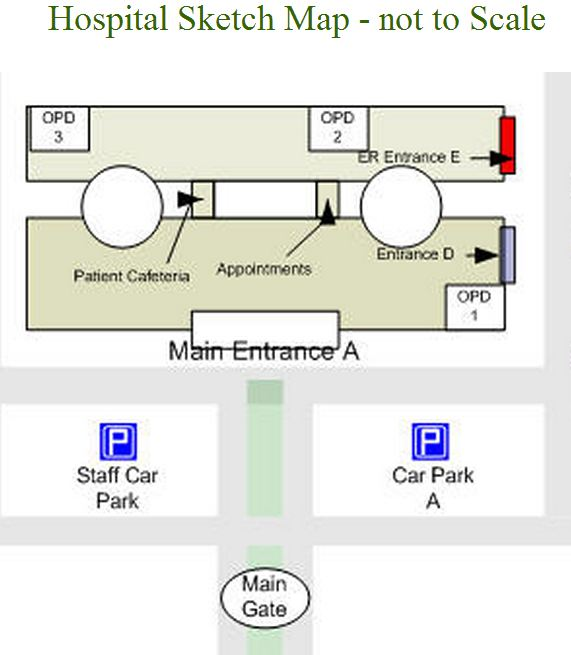 Hospital Sketch Map - not to Scale
OPD
3
OPD
2
ER Entrance E
Entrance D
Patient Cafeteria
Appointments
OPD
1
Main Entrance A
P
Staff Car
Park
P
Car Park
A
Main
Gate